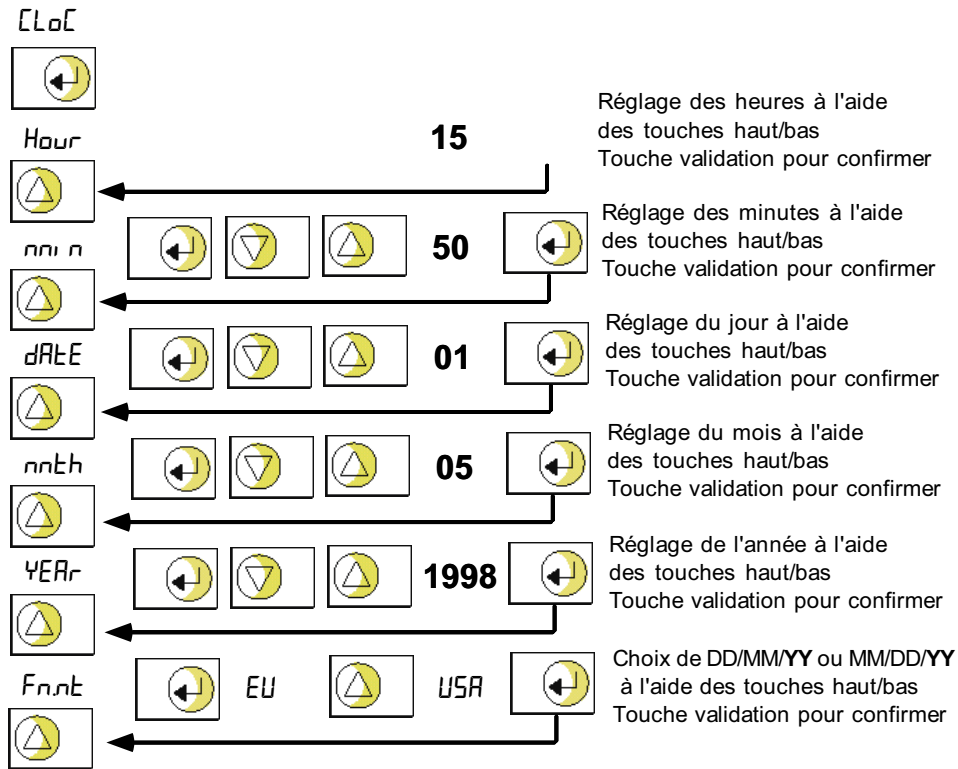 CLoC
Hour
15
Réglage des heures à l'aide
des touches haut/bas
Touche validation pour confirmer
nnin
50
Réglage des minutes à l'aide
des touches haut/bas
Touche validation pour confirmer
dAtE
01
Réglage du jour à l'aide
des touches haut/bas
Touche validation pour confirmer
nnth
05
Réglage du mois à l'aide
des touches haut/bas
Touche validation pour confirmer
YEAr
1998
Réglage de l'année à l'aide
des touches haut/bas
Touche validation pour confirmer
Fn.nt
EU
USA
Choix de DD/MM/YY ou MM/DD/YY
à l'aide des touches haut/bas
Touche validation pour confirmer